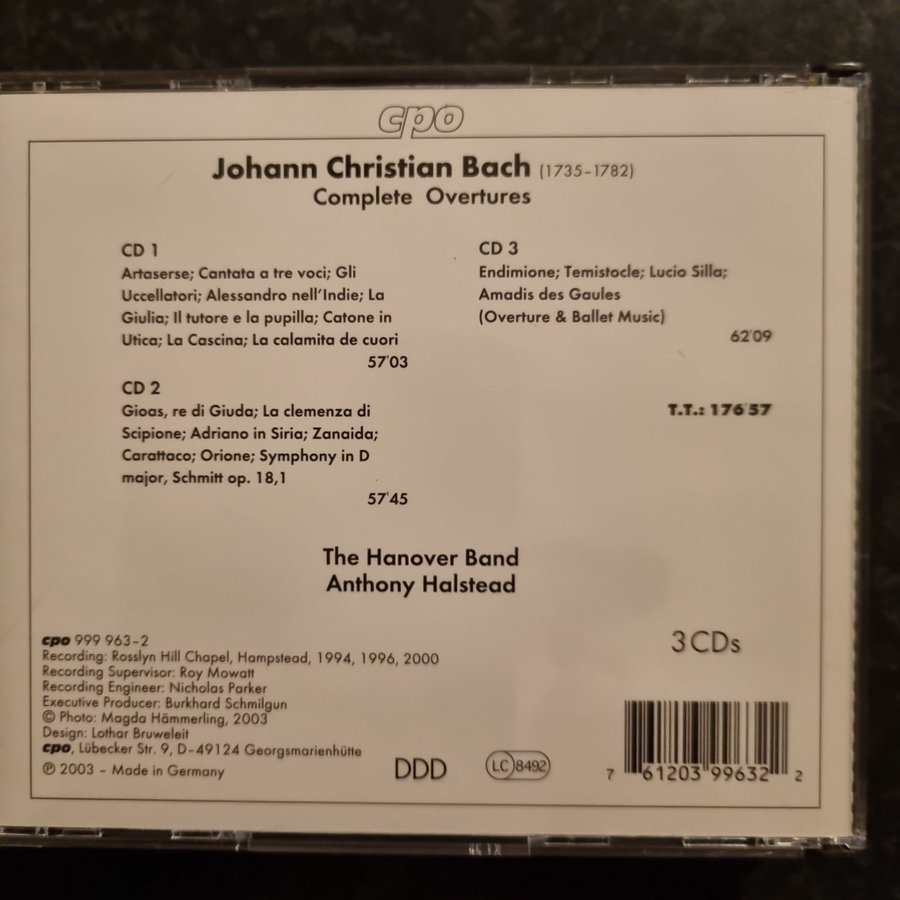 cpo
Johann Christian Bach (1735-1782)
Complete Overtures
CD 1
Artaserse; Cantata a tre voci; Gli
Uccellatori; Alessandro nell'Indie; La
Giulia; Il tutore e la pupilla; Catone in
Utica; La Cascina; La calamita de cuori
57'03
CD 2
Gioas, re di Giuda; La clemenza di
Scipione; Adriano in Siria; Zanaida;
Carattaco; Orione; Symphony in D
major, Schmitt op. 18,1
57'45
CD 3
Endimione; Temistocle; Lucio Silla;
Amadis des Gaules
(Overture & Ballet Music)
62'09
T.T.: 176'57
The Hanover Band
Anthony Halstead
cpo 999 963-2
Recording: Rosslyn Hill Chapel, Hampstead, 1994, 1996, 2000
Recording Supervisor: Roy Mowatt
Recording Engineer: Nicholas Parker
Executive Producer: Burkhard Schmilgun
© Photo: Magda Hämmerling, 2003
Design: Lothar Bruweleit
cpo, Lübecker Str. 9, D-49124 Georgsmarienhütte
℗ 2003 - Made in Germany
DDD
LC 8492
3 CDs
7 61203 99632 2